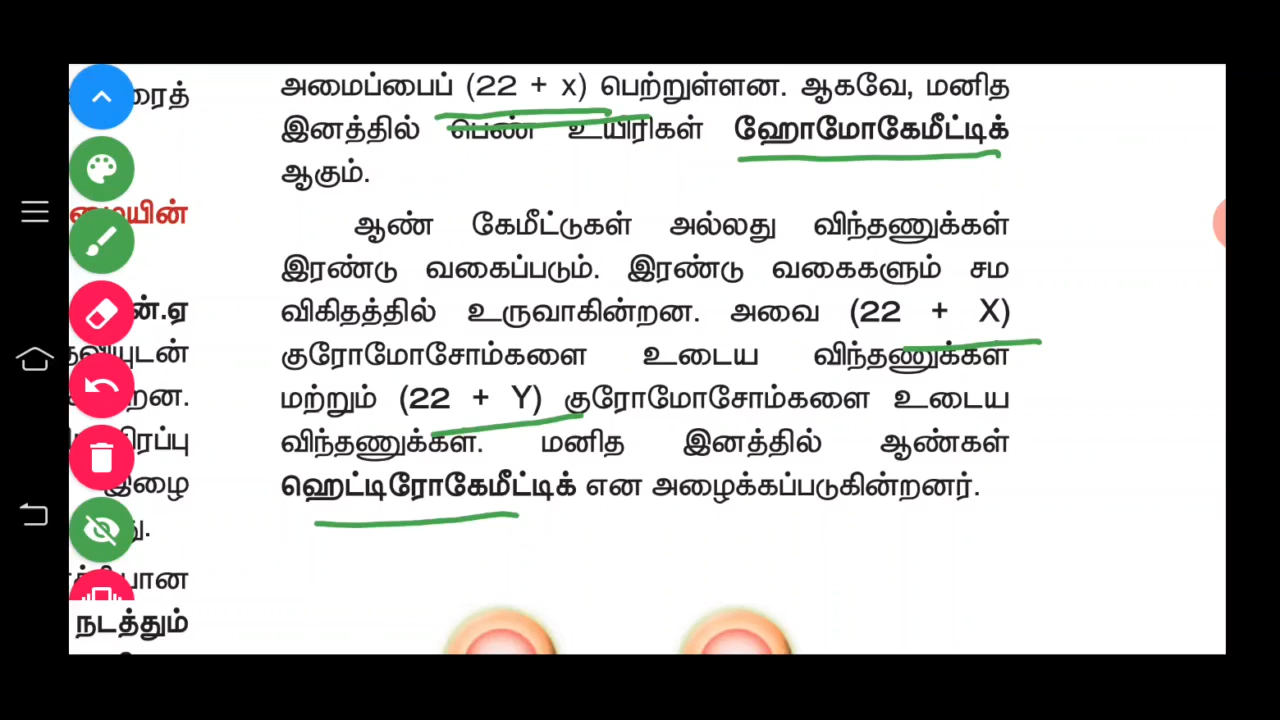 அமைப்பைப் (22 + x) பெற்றுள்ளன. ஆகவே, மனித
இனத்தில் பெண் உயிரிகள் ஹோமோகேமீட்டிக்
ஆகும்.
ஆண் கேமீட்டுகள் அல்லது விந்தணுக்கள்
இரண்டு வகைப்படும். இரண்டு வகைகளும் சம
விகிதத்தில் உருவாகின்றன. அவை (22 + X)
குரோமோசோம்களை உடைய விந்தணுக்கள்
மற்றும் (22 + Y) குரோமோசோம்களை உடைய
விந்தணுக்கள். மனித இனத்தில் ஆண்கள்
ஹெட்டிரோகேமீட்டிக் என அழைக்கப்படுகின்றனர்.
இழை
நடத்தும்